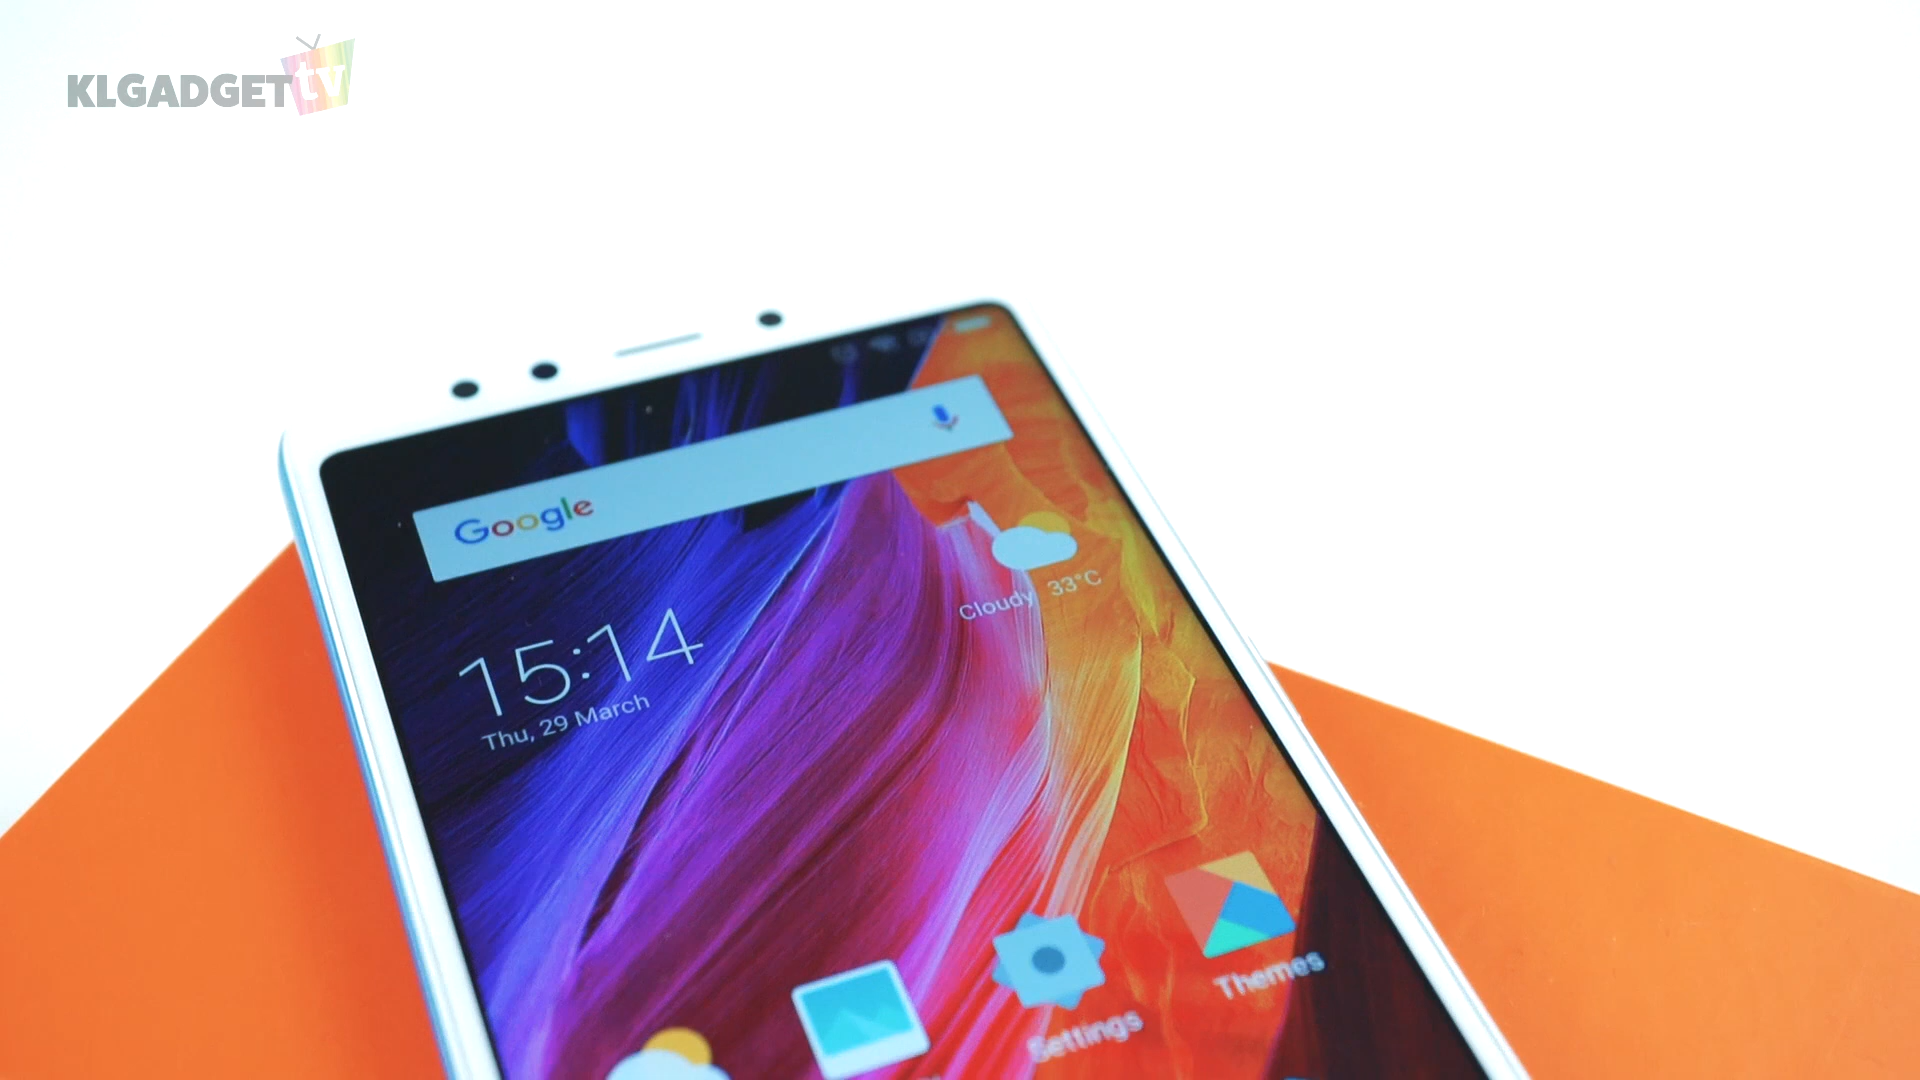 KLGADGET tv
Google
Cloudy 33°C
15:14
Thu, 29 March
Themes
Settings